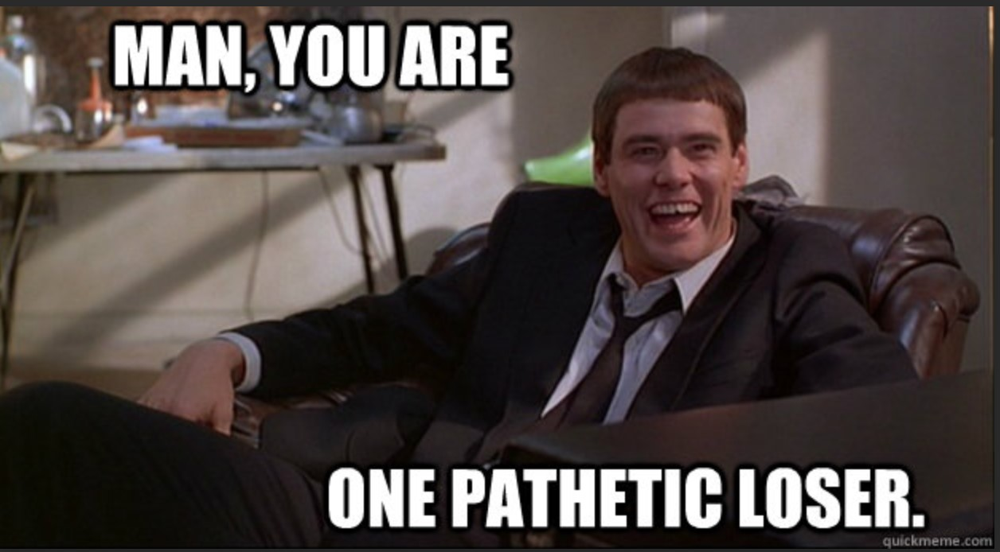 MAN, YOU ARE
ONE PATHETIC LOSER.
quickmeme.com